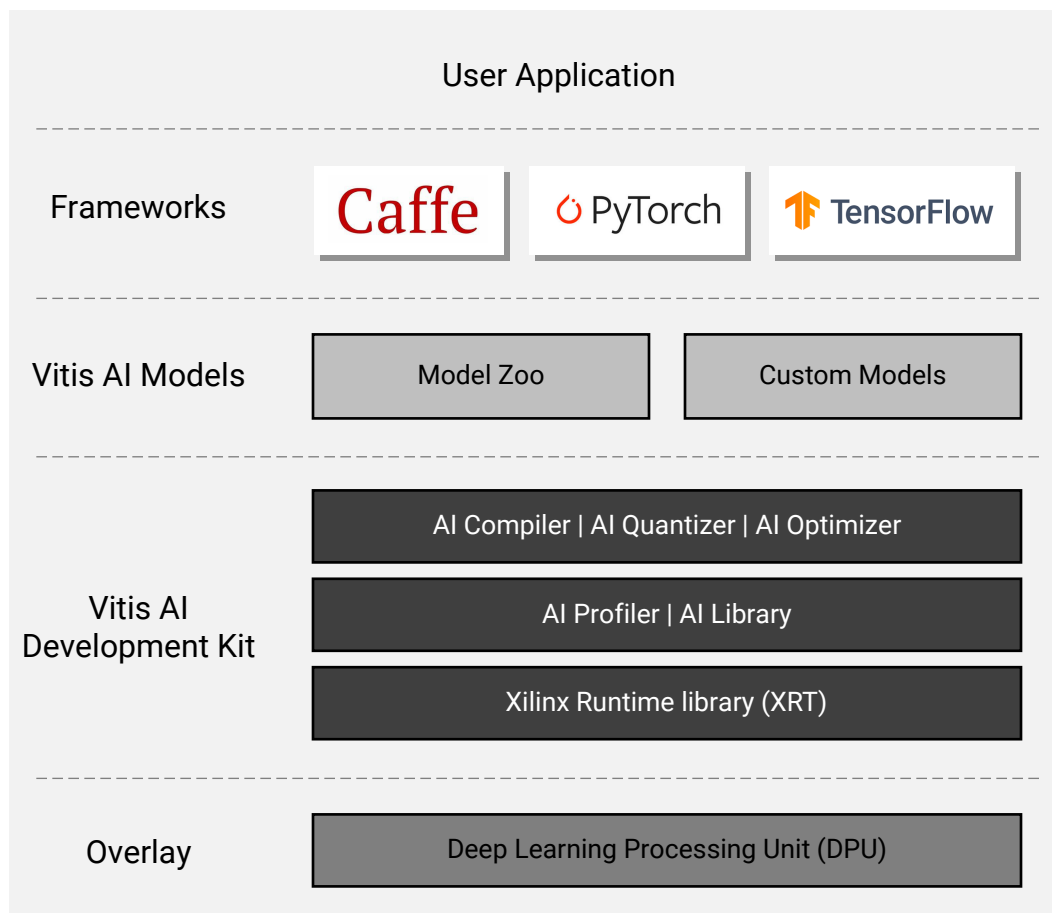 User Application
Frameworks
Caffe
PyTorch
TensorFlow
Vitis AI Models
Model Zoo
Custom Models
Vitis AI
Development Kit
AI Compiler | AI Quantizer | AI Optimizer
AI Profiler | AI Library
Xilinx Runtime library (XRT)
Overlay
Deep Learning Processing Unit (DPU)